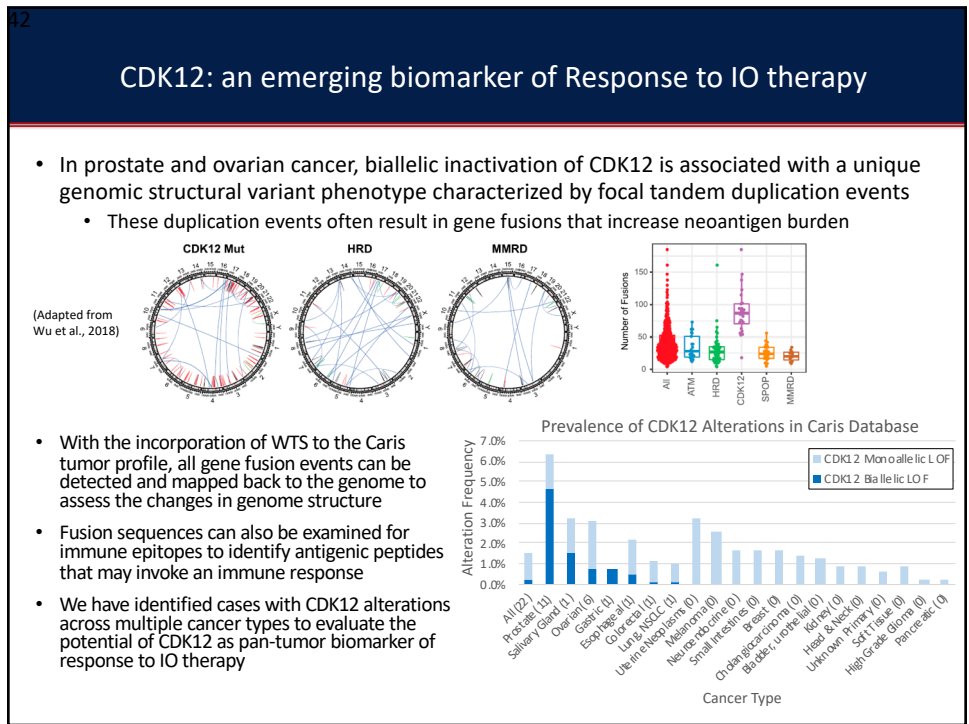 42
CDK12: an emerging biomarker of Response to IO therapy
• In prostate and ovarian cancer, biallelic inactivation of CDK12 is associated with a unique
genomic structural variant phenotype characterized by focal tandem duplication events
• These duplication events often result in gene fusions that increase neoantigen burden
(Adapted from
Wu et al., 2018)
CDK12 Mut
HRD
MMRD
Number of Fusions
150
100
50
0
All
ATM
HRD
CDK12
SPOP
MMRD
• With the incorporation of WTS to the Caris
tumor profile, all gene fusion events can be
detected and mapped back to the genome to
assess the changes in genome structure
• Fusion sequences can also be examined for
immune epitopes to identify antigenic peptides
that may invoke an immune response
• We have identified cases with CDK12 alterations
across multiple cancer types to evaluate the
potential of CDK12 as pan-tumor biomarker of
response to IO therapy
Prevalence of CDK12 Alterations in Caris Database
Alteration Frequency
7.0%
6.0%
5.0%
4.0%
3.0%
2.0%
1.0%
0.0%
CDK12 Monoallelic LOF
CDK12 Biallelic LOF
All (22)
Prostate (11)
Salivary Gland (1)
Ovarian (6)
Gastric (1)
Esophageal (1)
Colorectal (1)
Lung NSCLC (1)
Uterine Neoplasms (0)
Melanoma (0)
Neuroendocrine (0)
Small Intestines (0)
Breast (0)
Cholangiocarcinoma (0)
Bladder, urothelial (0)
Kidney (0)
Head & Neck (0)
Unknown Primary (0)
Soft Tissue (0)
High Grade Glioma (0)
Pancreatic (0)
Cancer Type